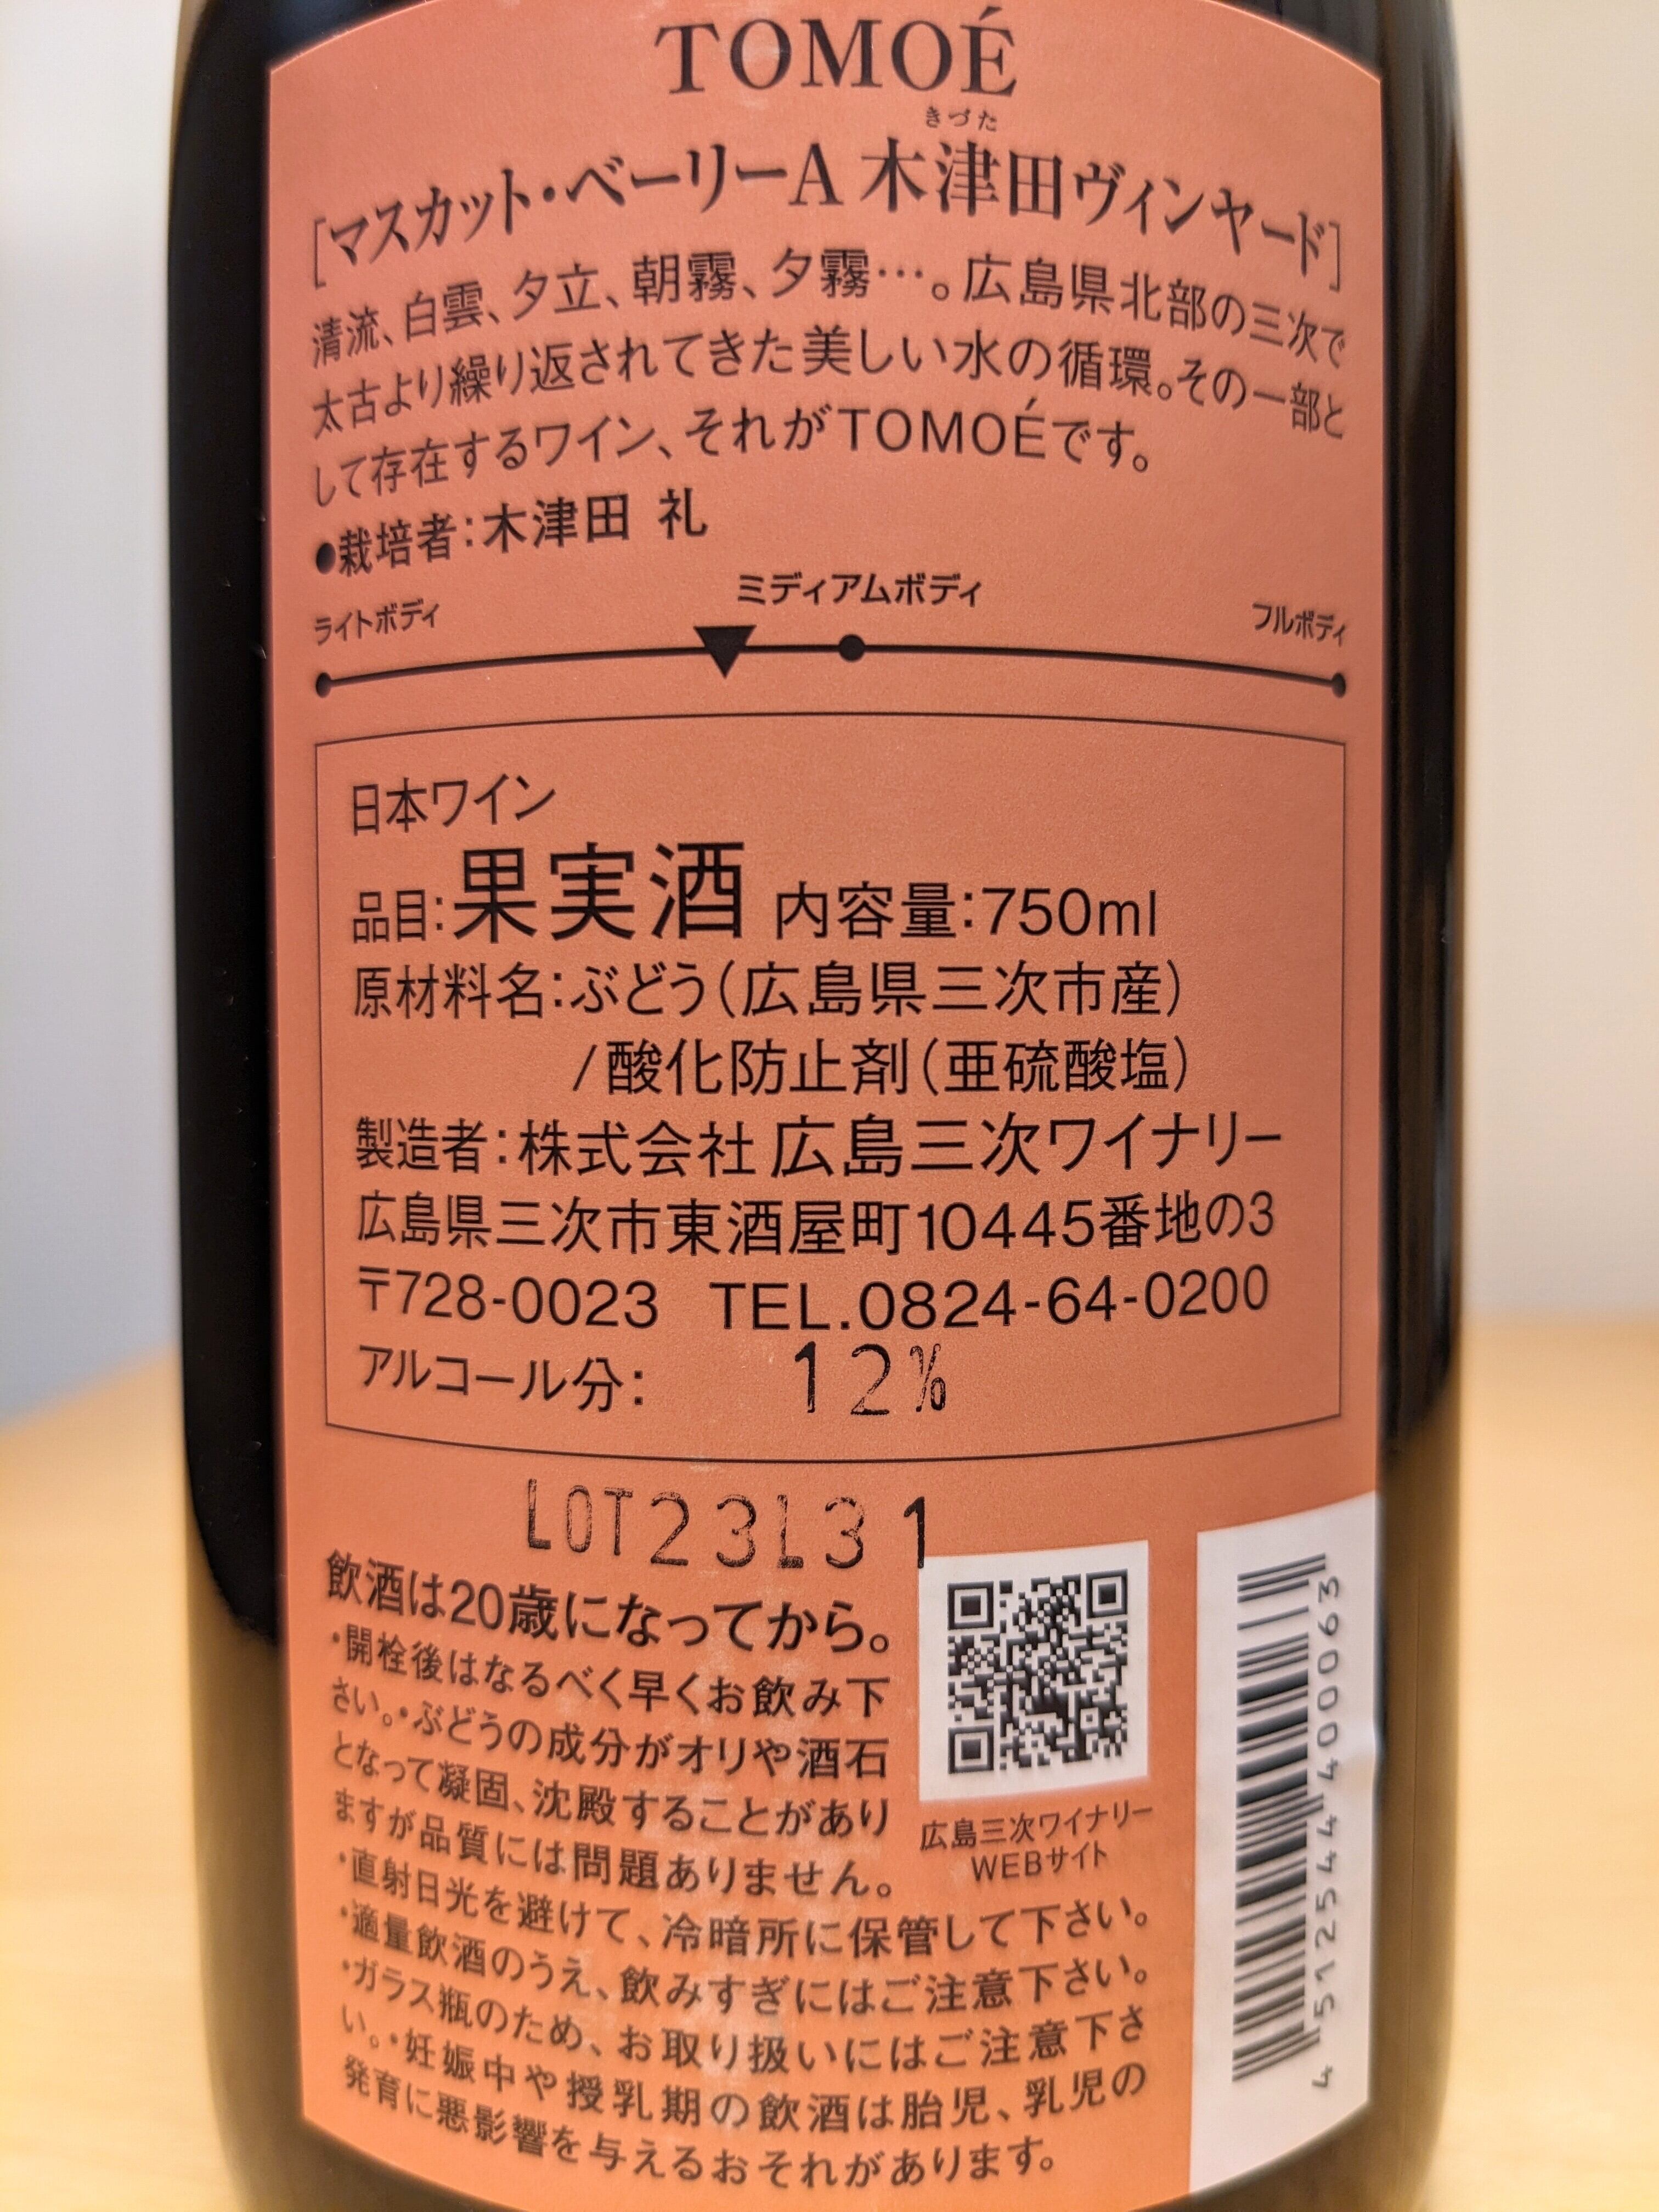 TOMOÉ
きづた
[マスカット・ベーリーA 木津田ヴィンヤード]
清流、白雲、夕立、朝霧、夕霧…。広島県北部の三次で
太古より繰り返されてきた美しい水の循環。その一部と
して存在するワイン、それがTOMOÉです。
●栽培者：木津田 礼
ライトボディ ミディアムボディ フルボディ
日本ワイン
品目：果実酒 内容量：750ml
原材料名：ぶどう（広島県三次市産）
/酸化防止剤（亜硫酸塩）
製造者：株式会社 広島三次ワイナリー
広島県三次市東酒屋町10445番地の3
〒728-0023 TEL.0824-64-0200
アルコール分： 12%
LOT23L31
飲酒は20歳になってから。
・開栓後はなるべく早くお飲み下
さい。・ぶどうの成分がオリや酒石
となって凝固、沈殿することがあり
ますが品質には問題ありません。
・直射日光を避けて、冷暗所に保管して下さい。
・適量飲酒のうえ、飲みすぎにはご注意下さい。
・ガラス瓶のため、お取り扱いにはご注意下さ
い。・妊娠中や授乳期の飲酒は胎児、乳児の
発育に悪影響を与えるおそれがあります。
広島三次ワイナリー
WEBサイト
4512544400063